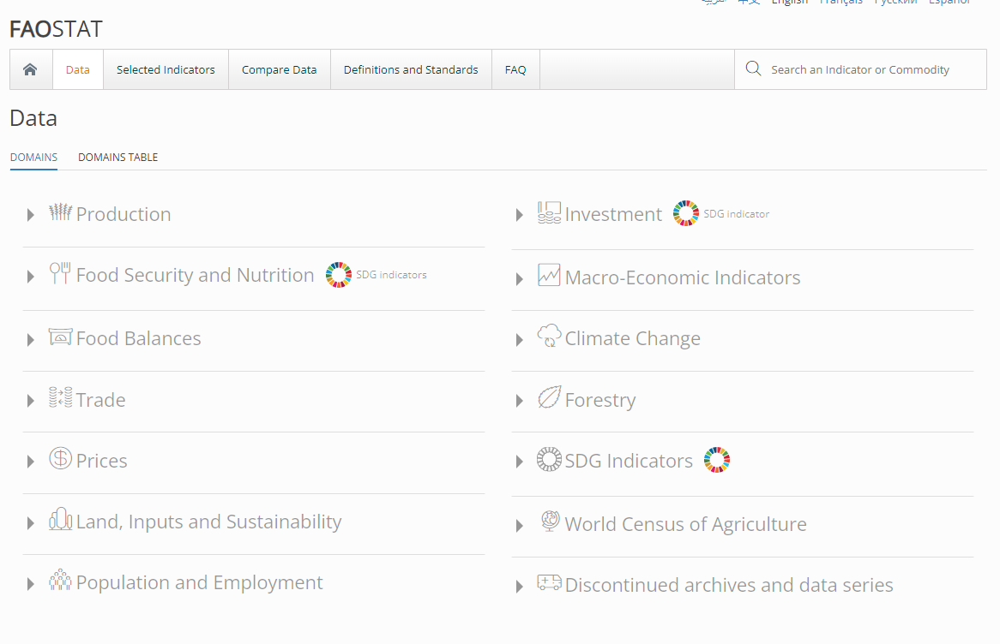 中文 English Français Русский Español
FAOSTAT
Data Selected Indicators Compare Data Definitions and Standards FAQ Search an Indicator or Commodity
Data
DOMAINS DOMAINS TABLE
Production
Investment SDG indicator
Food Security and Nutrition SDG indicators
Macro-Economic Indicators
Food Balances
Climate Change
Trade
Forestry
Prices
SDG Indicators
Land, Inputs and Sustainability
World Census of Agriculture
Population and Employment
Discontinued archives and data series